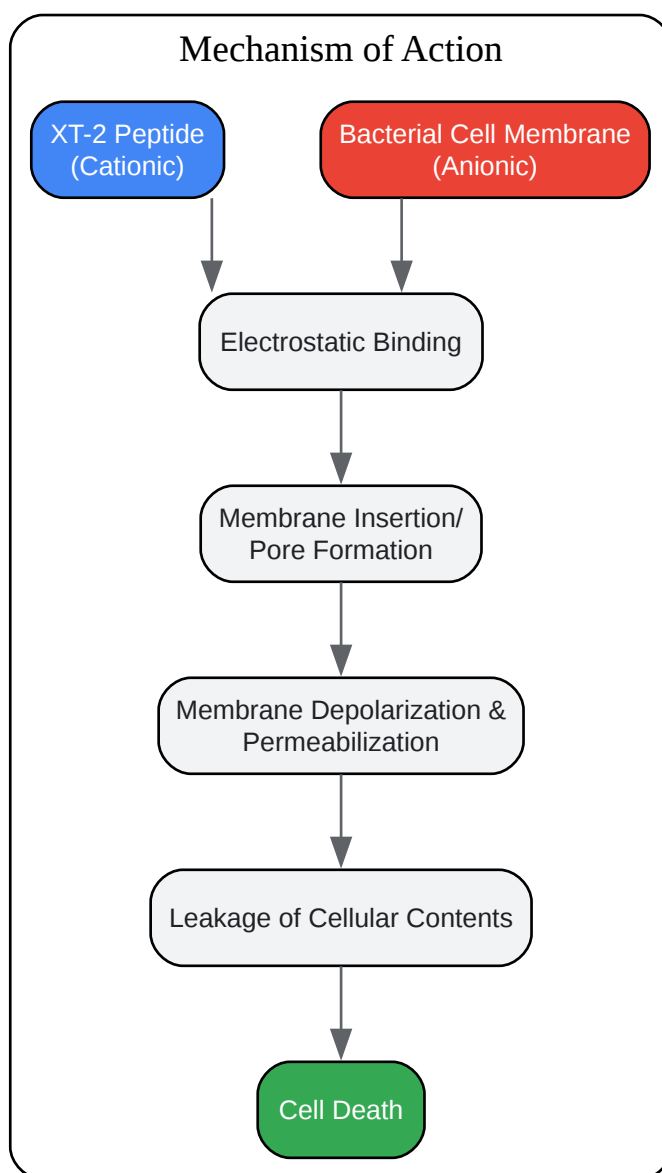 Mechanism of Action
XT-2 Peptide
(Cationic)
Bacterial Cell Membrane
(Anionic)
Electrostatic Binding
Membrane Insertion/
Pore Formation
Membrane Depolarization &
Permeabilization
Leakage of Cellular Contents
Cell Death